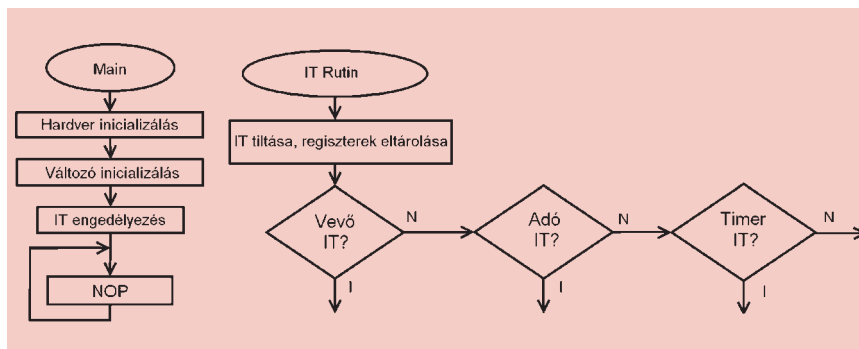 Main
Hardver inicializálás
Változó inicializálás
IT engedélyezés
NOP
IT Rutin
IT tiltása, regiszterek eltárolása
Vevő
IT?
N
I
Adó
IT?
N
I
Timer
IT?
N
I